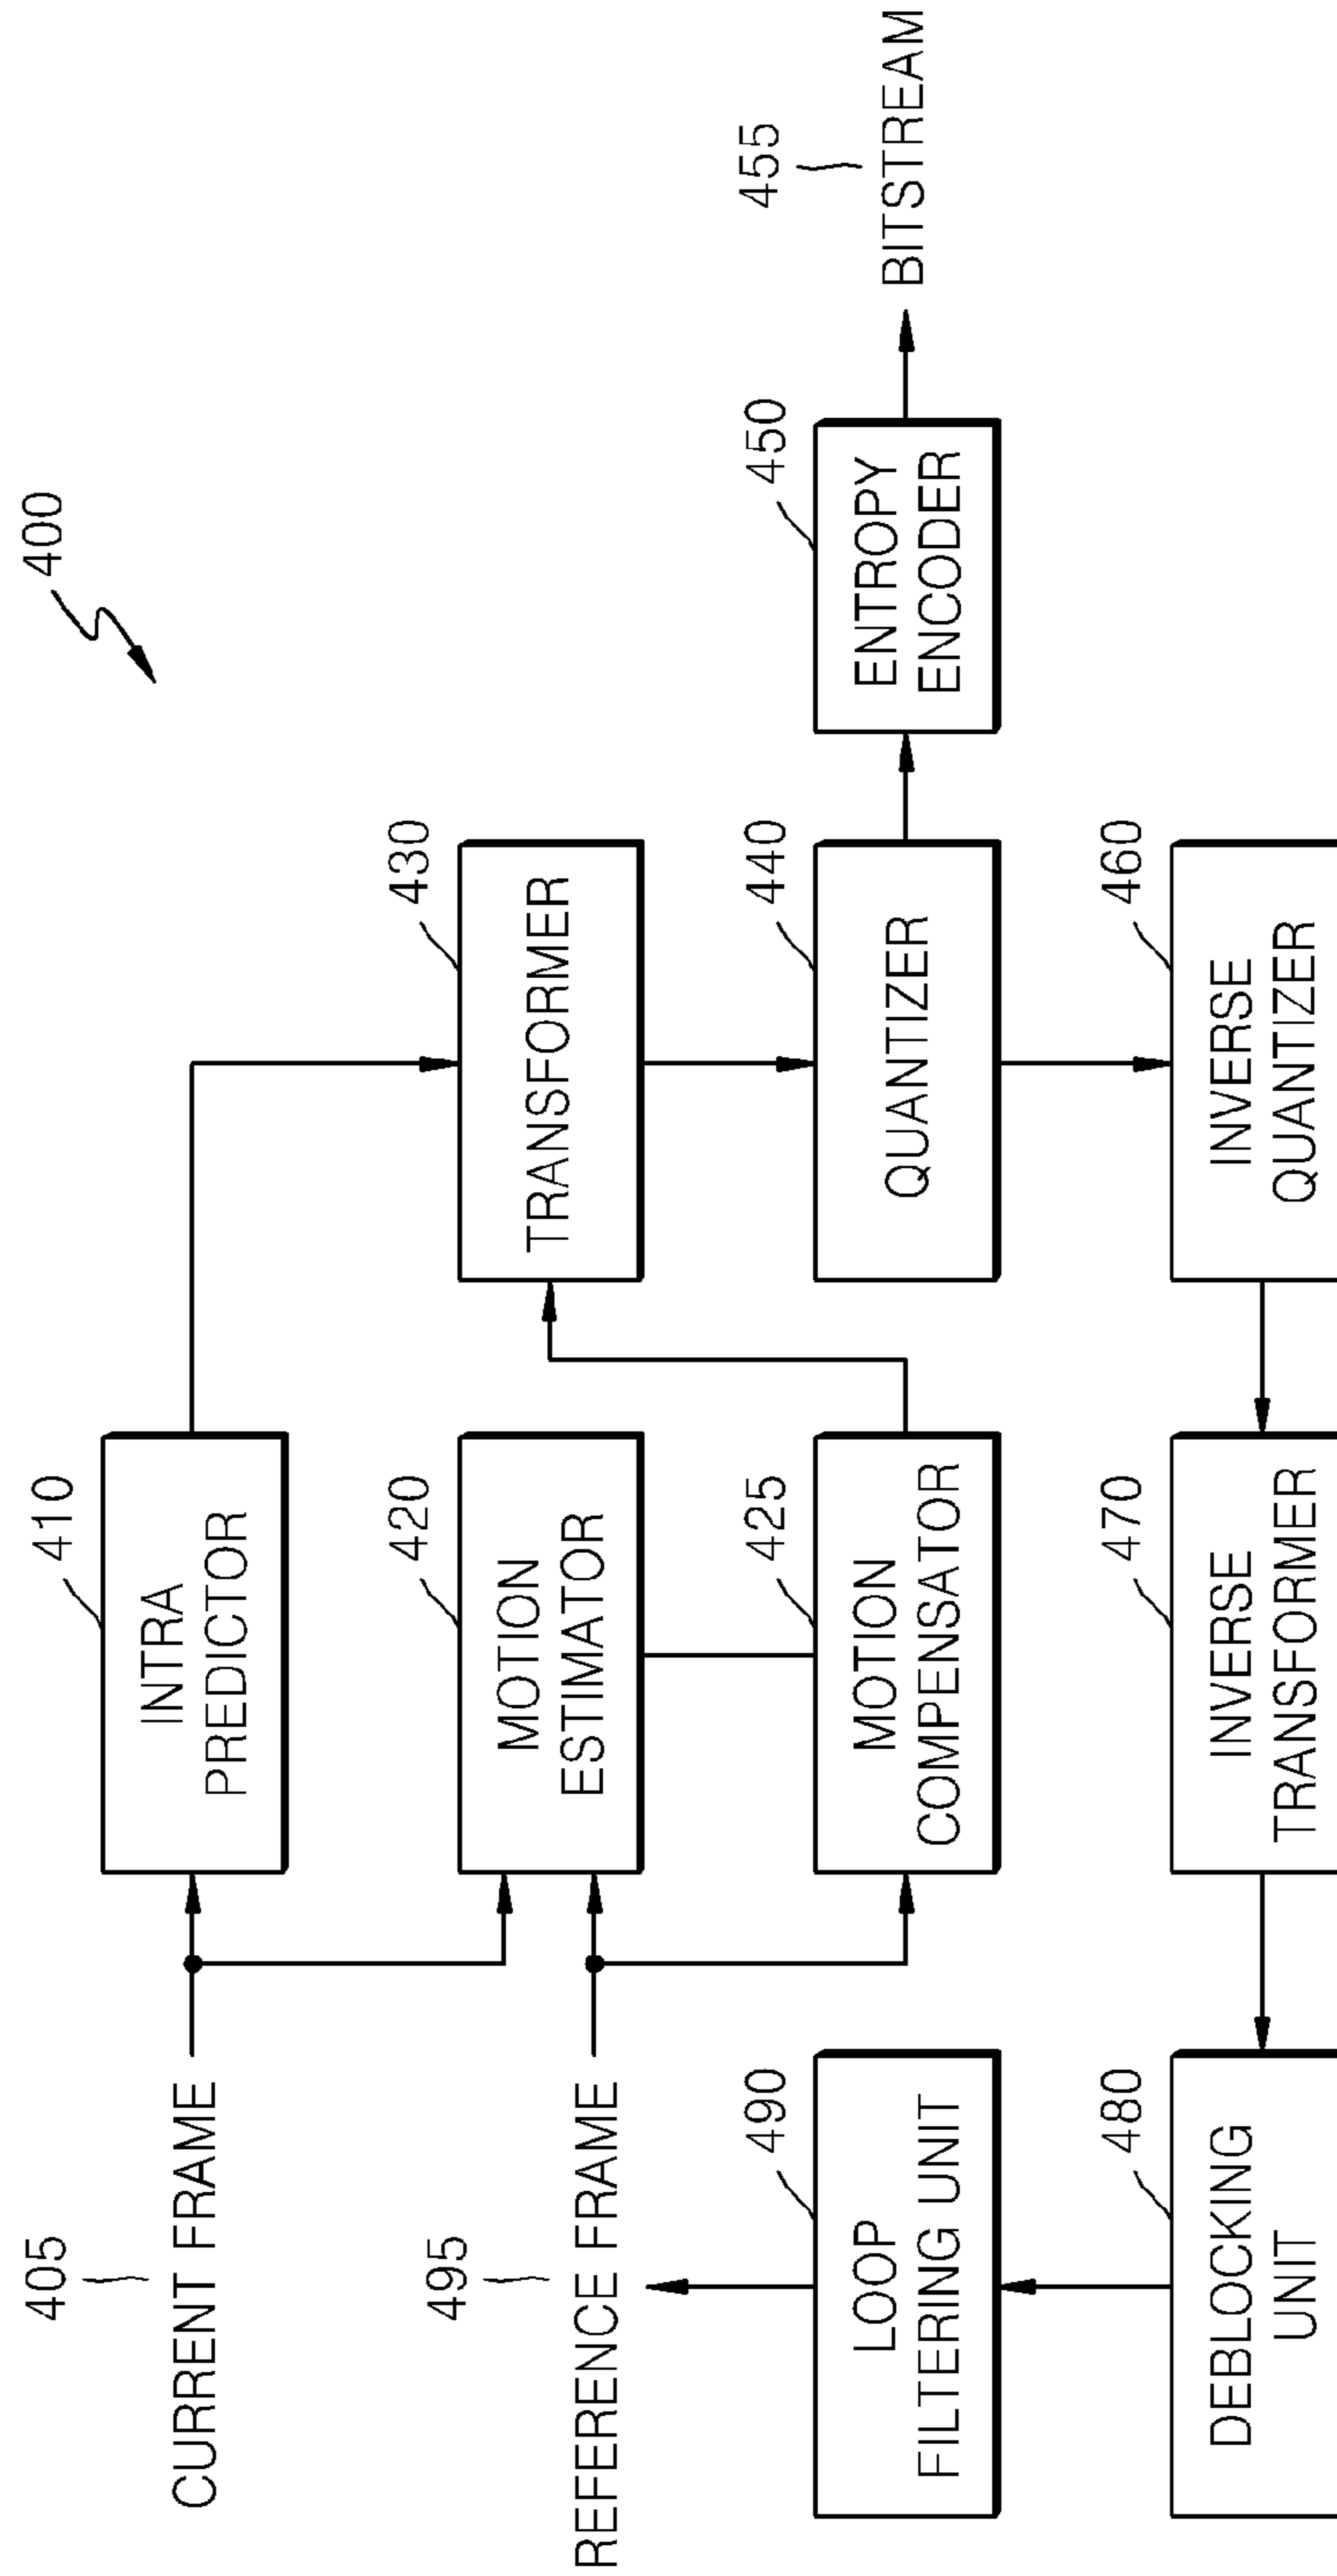 400
405
CURRENT FRAME
410
INTRA
PREDICTOR
495
REFERENCE FRAME
420
MOTION
ESTIMATOR
430
TRANSFORMER
490
LOOP
FILTERING UNIT
425
MOTION
COMPENSATOR
440
QUANTIZER
450
ENTROPY
ENCODER
455
BITSTREAM
480
DEBLOCKING
UNIT
470
INVERSE
TRANSFORMER
460
INVERSE
QUANTIZER